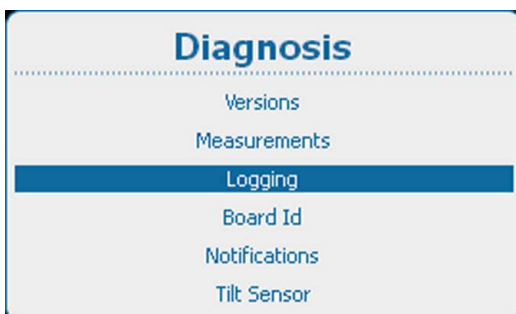 Diagnosis
Versions
Measurements
Logging
Board Id
Notifications
Tilt Sensor